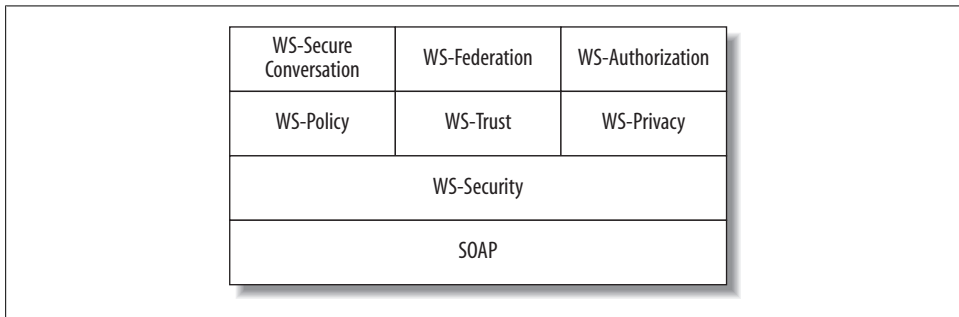 WS-Secure
Conversation
WS-Federation
WS-Authorization
WS-Policy
WS-Trust
WS-Privacy
WS-Security
SOAP